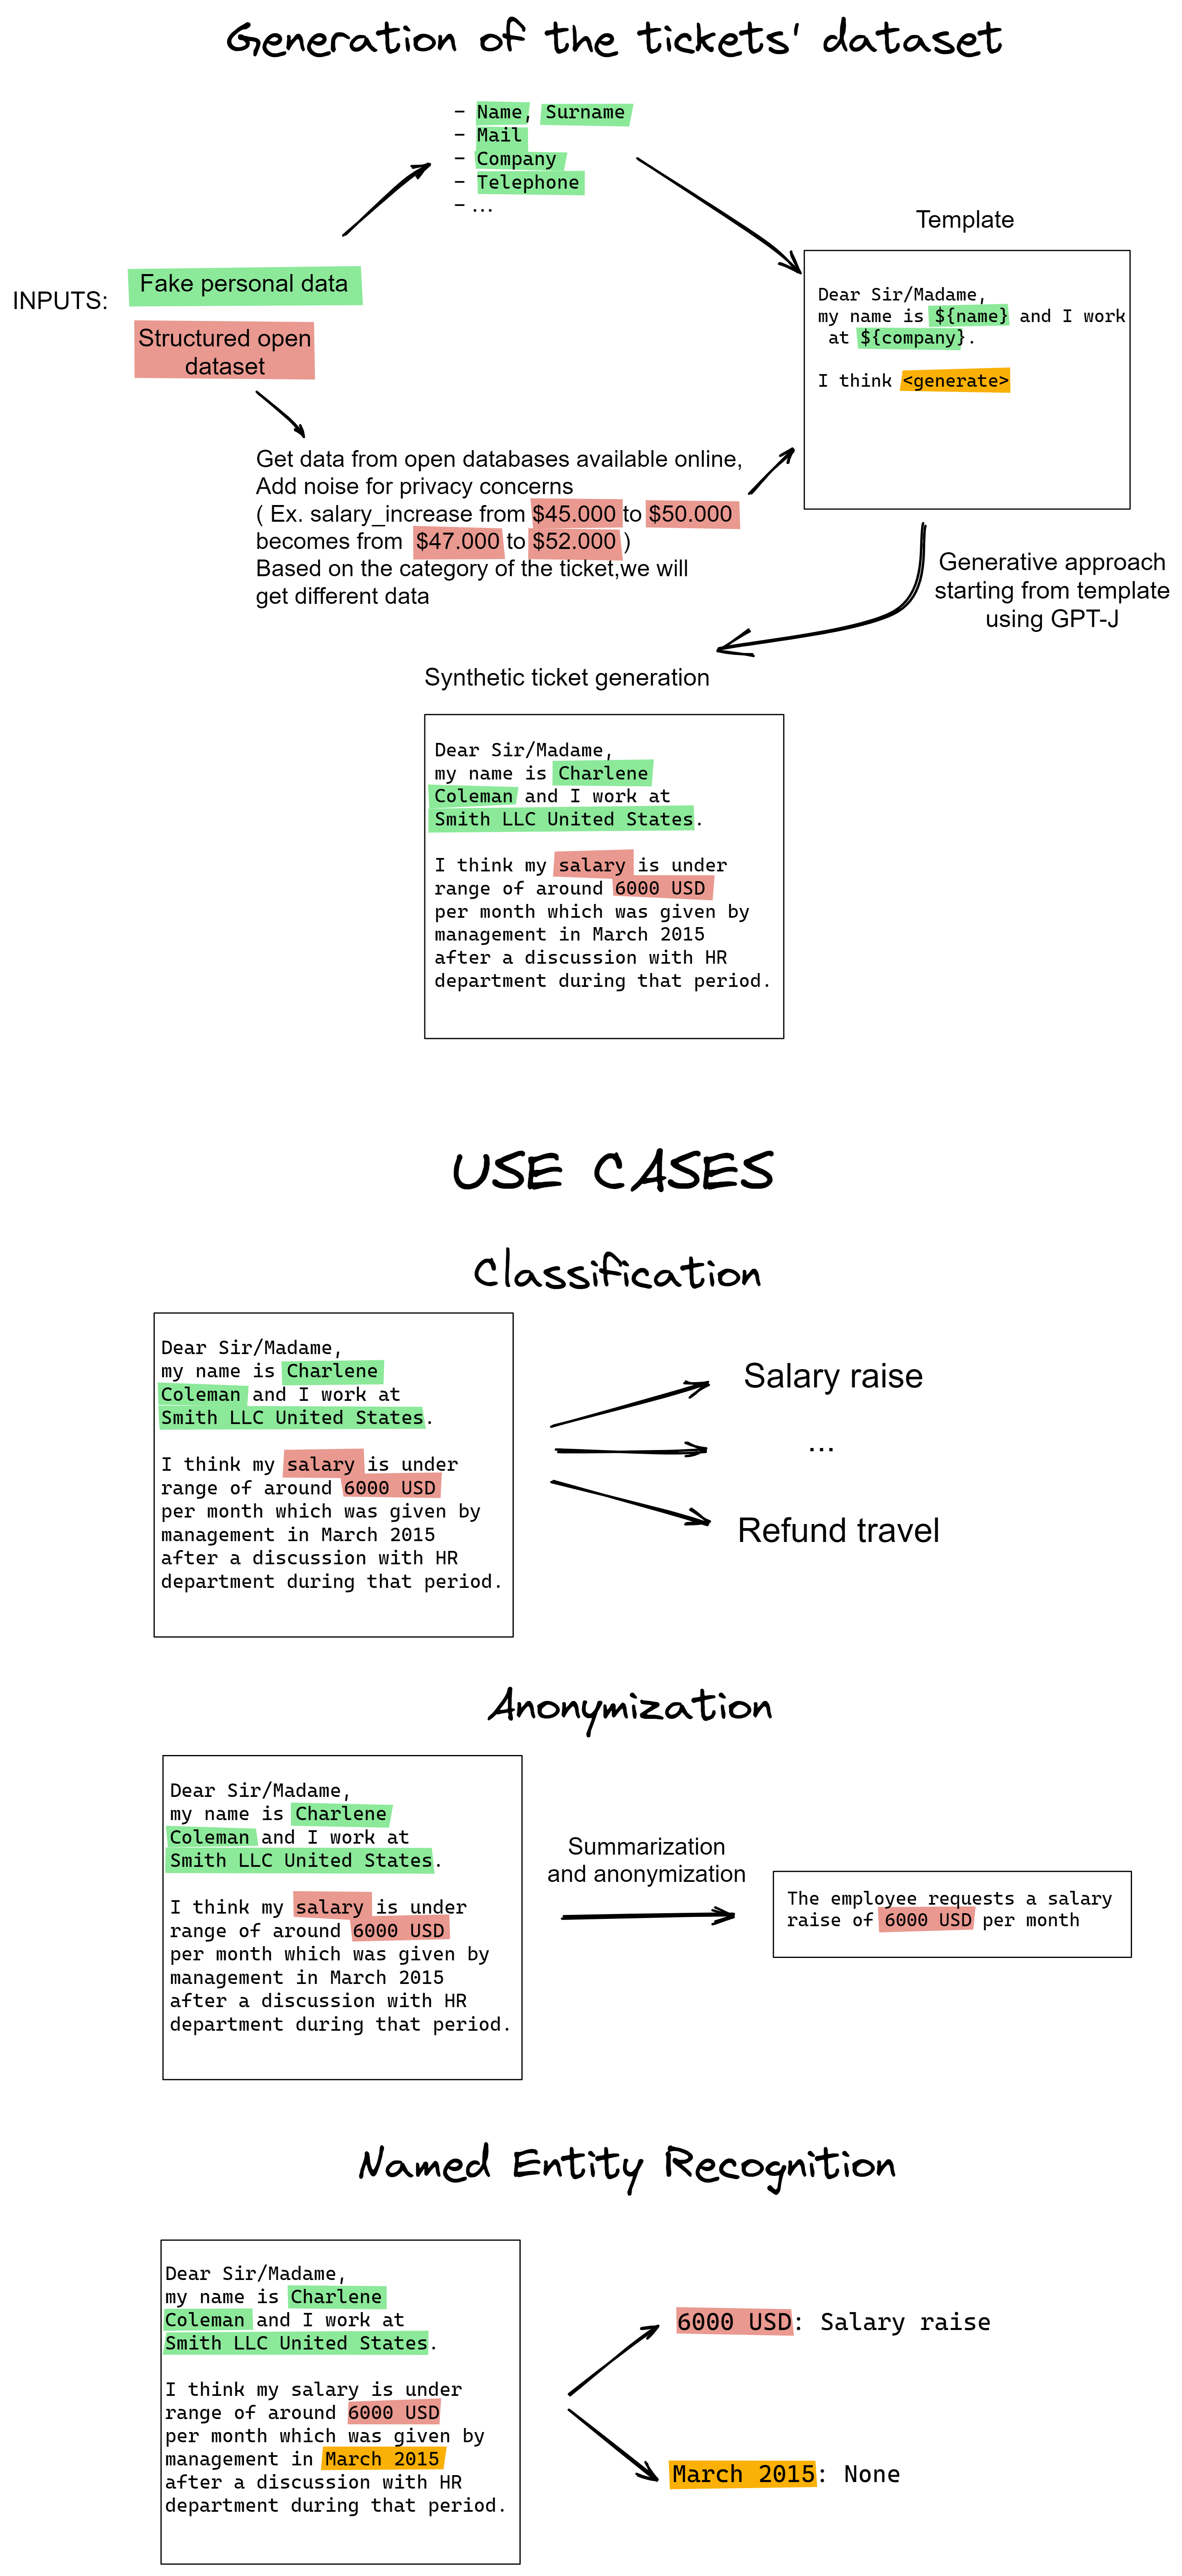 Generation of the tickets' dataset
- Name, Surname
- Mail
- Company
- Telephone
- ...
INPUTS:
Fake personal data
Structured open
dataset
Template
Dear Sir/Madame,
my name is ${name} and I work
at ${company}.
I think <generate>
Get data from open databases available online,
Add noise for privacy concerns
( Ex. salary_increase from $45.000 to $50.000
becomes from $47.000 to $52.000 )
Based on the category of the ticket,we will
get different data
Generative approach
starting from template
using GPT-J
Synthetic ticket generation
Dear Sir/Madame,
my name is Charlene
Coleman and I work at
Smith LLC United States.
I think my salary is under
range of around 6000 USD
per month which was given by
management in March 2015
after a discussion with HR
department during that period.
USE CASES
Classification
Dear Sir/Madame,
my name is Charlene
Coleman and I work at
Smith LLC United States.
I think my salary is under
range of around 6000 USD
per month which was given by
management in March 2015
after a discussion with HR
department during that period.
Salary raise
...
Refund travel
Anonymization
Dear Sir/Madame,
my name is Charlene
Coleman and I work at
Smith LLC United States.
I think my salary is under
range of around 6000 USD
per month which was given by
management in March 2015
after a discussion with HR
department during that period.
Summarization
and anonymization
The employee requests a salary
raise of 6000 USD per month
Named Entity Recognition
Dear Sir/Madame,
my name is Charlene
Coleman and I work at
Smith LLC United States.
I think my salary is under
range of around 6000 USD
per month which was given by
management in March 2015
after a discussion with HR
department during that period.
6000 USD: Salary raise
March 2015: None